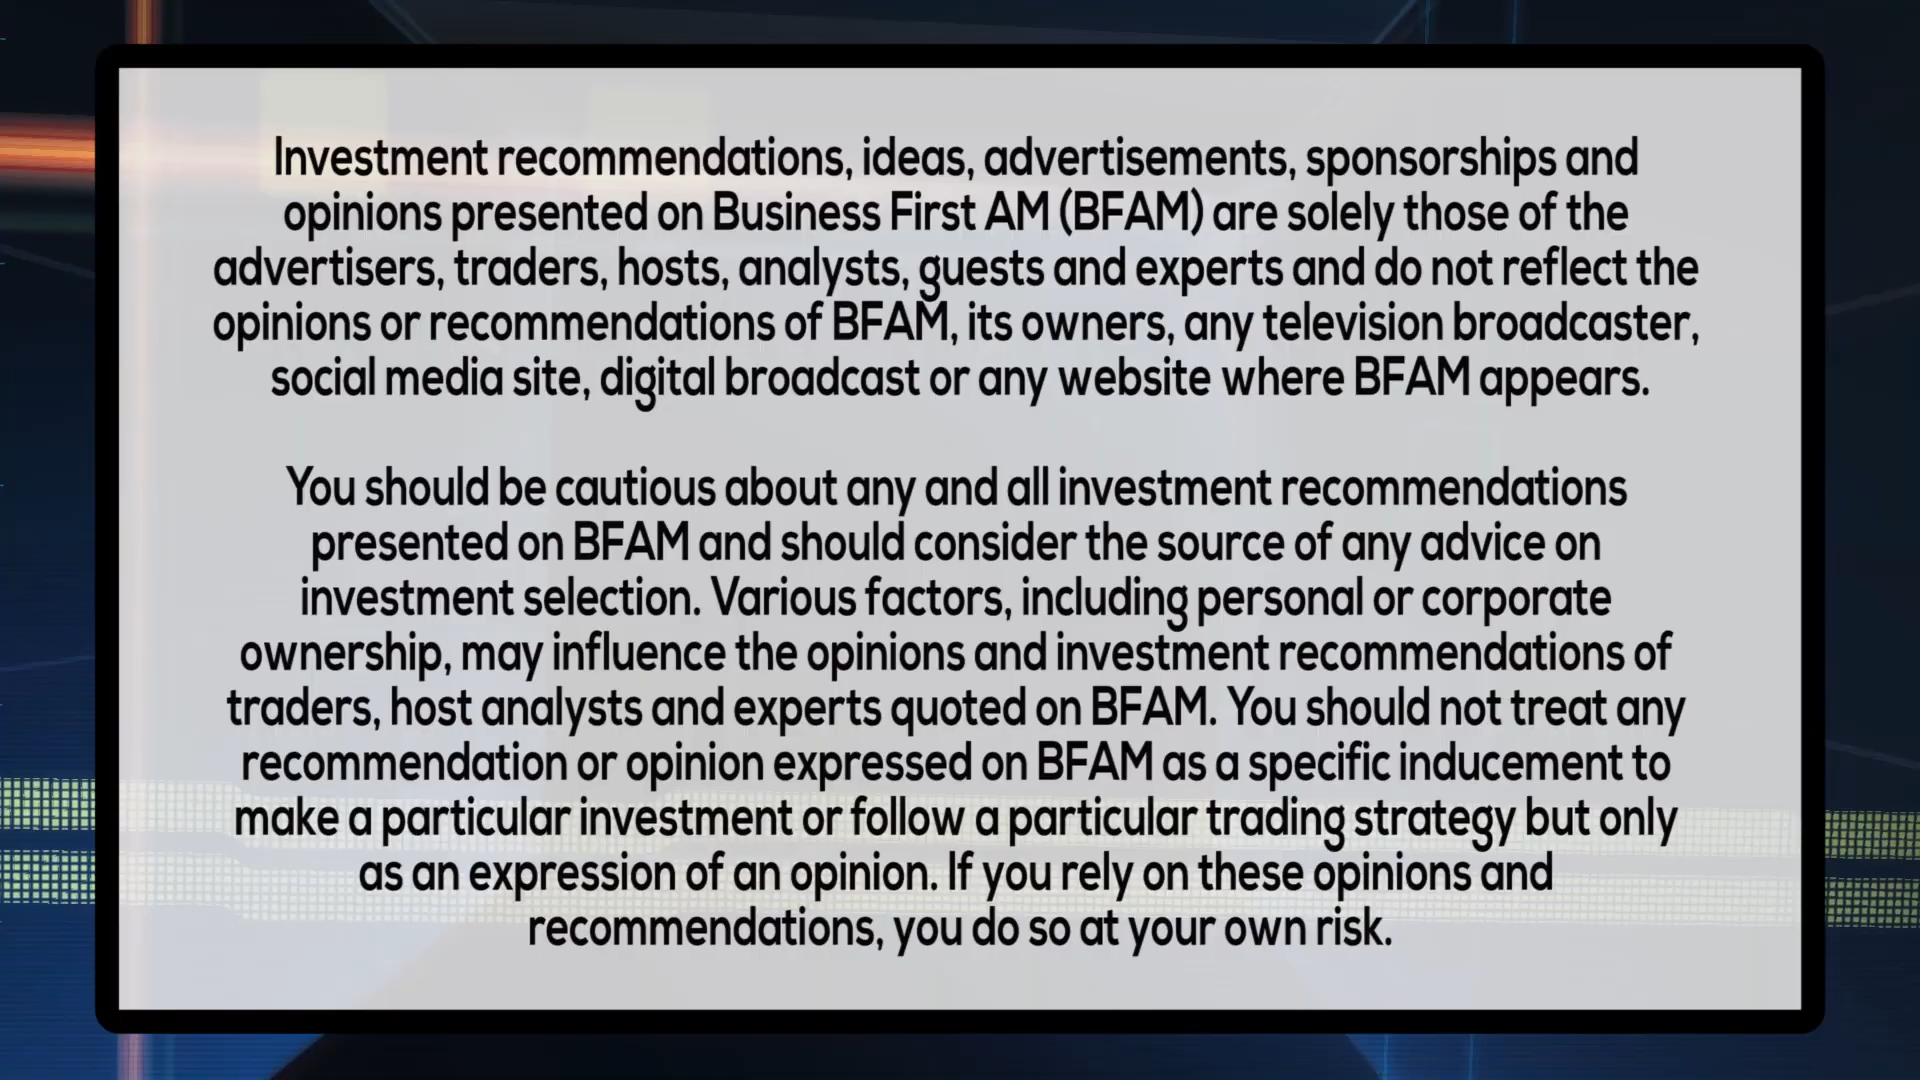 Investment recommendations, ideas, advertisements, sponsorships and
opinions presented on Business First AM (BFAM) are solely those of the
advertisers, traders, hosts, analysts, guests and experts and do not reflect the
opinions or recommendations of BFAM, its owners, any television broadcaster,
social media site, digital broadcast or any website where BFAM appears.
You should be cautious about any and all investment recommendations
presented on BFAM and should consider the source of any advice on
investment selection. Various factors, including personal or corporate
ownership, may influence the opinions and investment recommendations of
traders, host analysts and experts quoted on BFAM. You should not treat any
recommendation or opinion expressed on BFAM as a specific inducement to
make a particular investment or follow a particular trading strategy but only
as an expression of an opinion. If you rely on these opinions and
recommendations, you do so at your own risk.